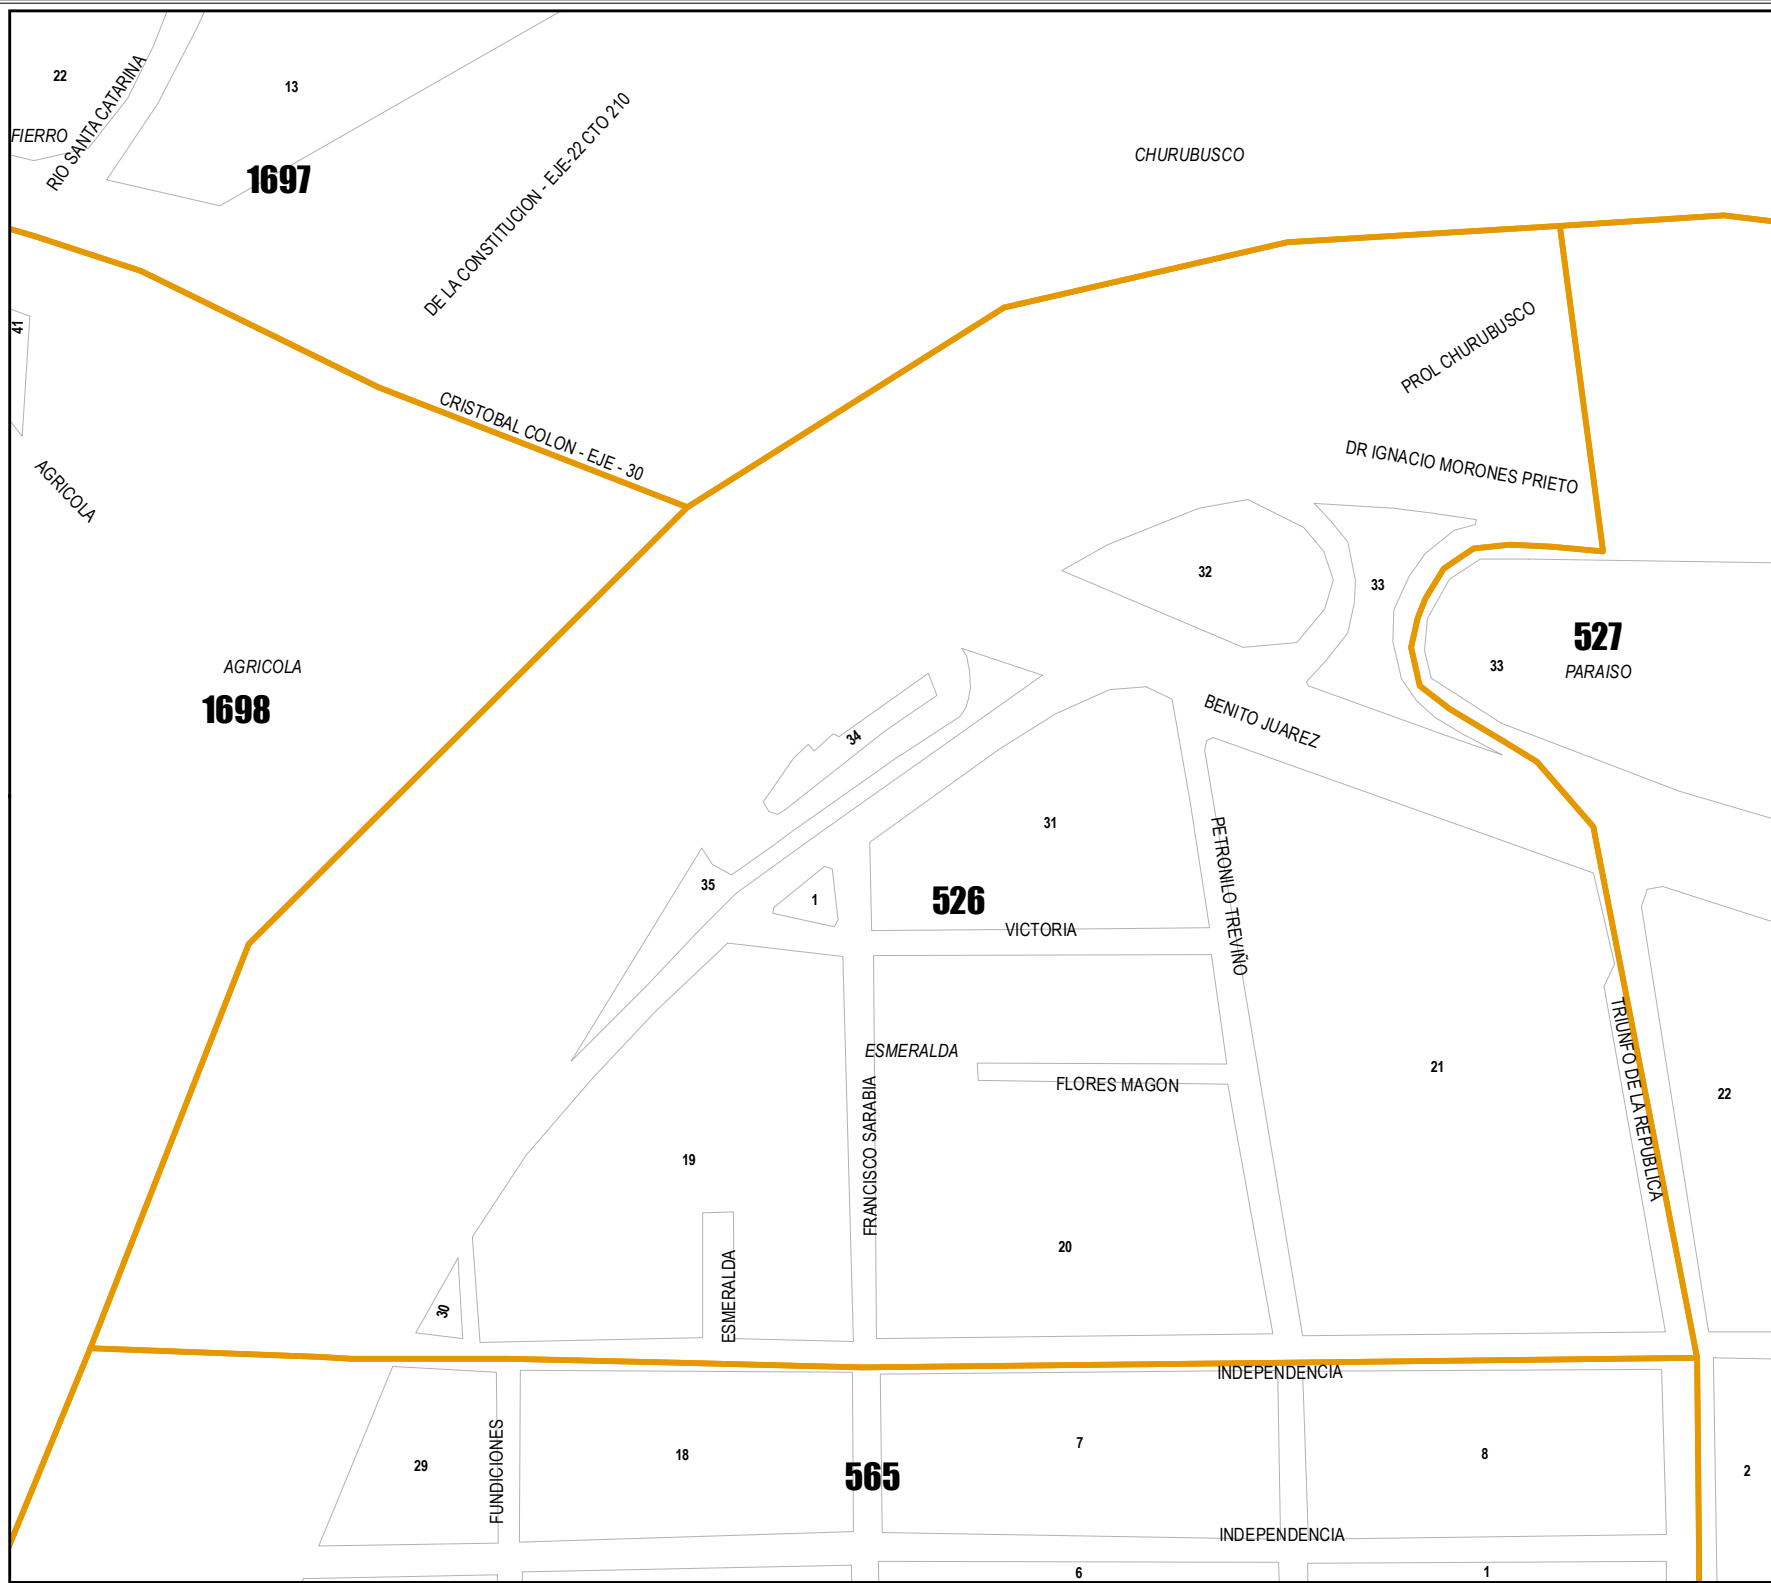 22
13
RIO SANTA CATARINA
FIERRO
1697
DE LA CONSTITUCION - EJE-22 CTO 210
CHURUBUSCO
41
PROL CHURUBUSCO
CRISTOBAL COLON - EJE - 30
DR IGNACIO MORONES PRIETO
AGRICOLA
32
33
527
33
PARAISO
AGRICOLA
1698
BENITO JUAREZ
34
31
PETRONILO TREVIÑO
35
1
526
VICTORIA
ESMERALDA
21
FLORES MAGON
22
TRIUNFO DE LA REPUBLICA
FRANCISCO SARABIA
19
20
ESMERALDA
30
INDEPENDENCIA
7
18
8
29
FUNDICIONES
565
2
INDEPENDENCIA
6
1